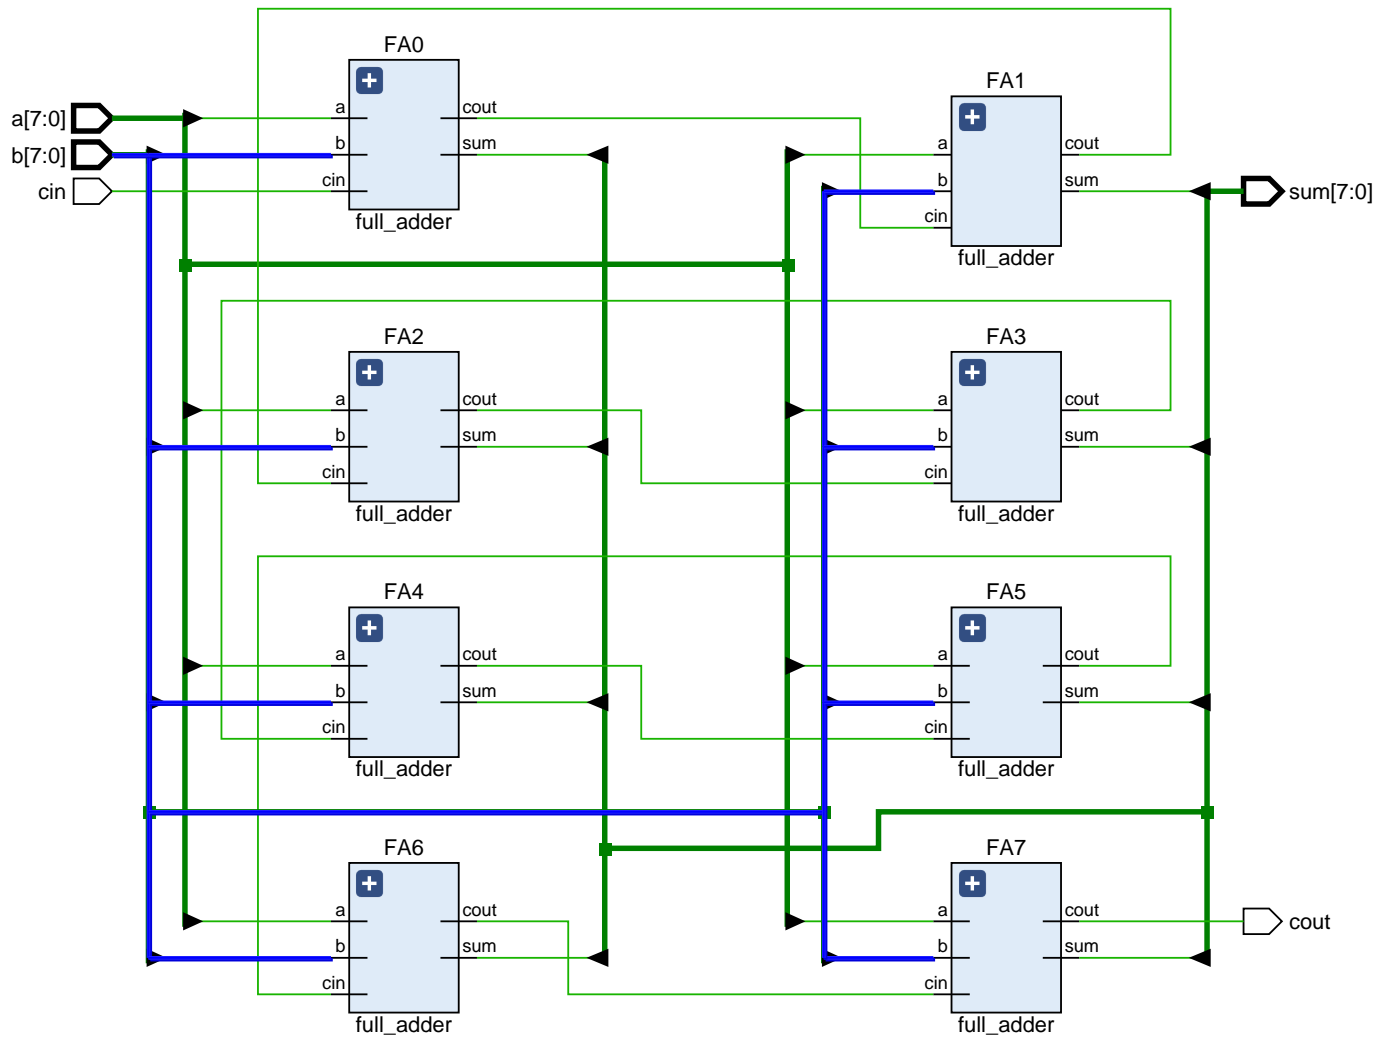 FA0
a
b
cin
cout
sum
full_adder
a[7:0]
b[7:0]
cin
FA1
a
b
cin
cout
sum
full_adder
sum[7:0]
FA2
a
b
cin
cout
sum
full_adder
FA3
a
b
cin
cout
sum
full_adder
FA4
a
b
cin
cout
sum
full_adder
FA5
a
b
cin
cout
sum
full_adder
FA6
a
b
cin
cout
sum
full_adder
FA7
a
b
cin
cout
sum
full_adder
cout